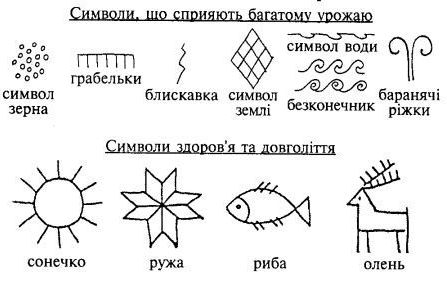 Символи, що сприяють багатому урожаю
символ зерна
грабельки
блискавка
символ землі
символ води
безконечник
баранячі ріжки
Символи здоров'я та довголіття
сонечко
ружа
риба
олень